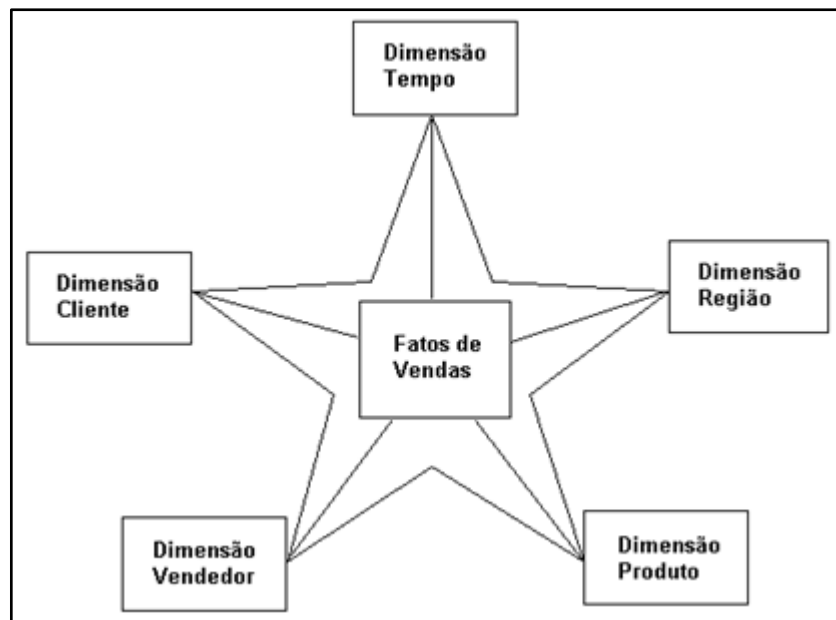 Dimensão
Tempo
Dimensão
Cliente
Dimensão
Região
Fatos de
Vendas
Dimensão
Vendedor
Dimensão
Produto